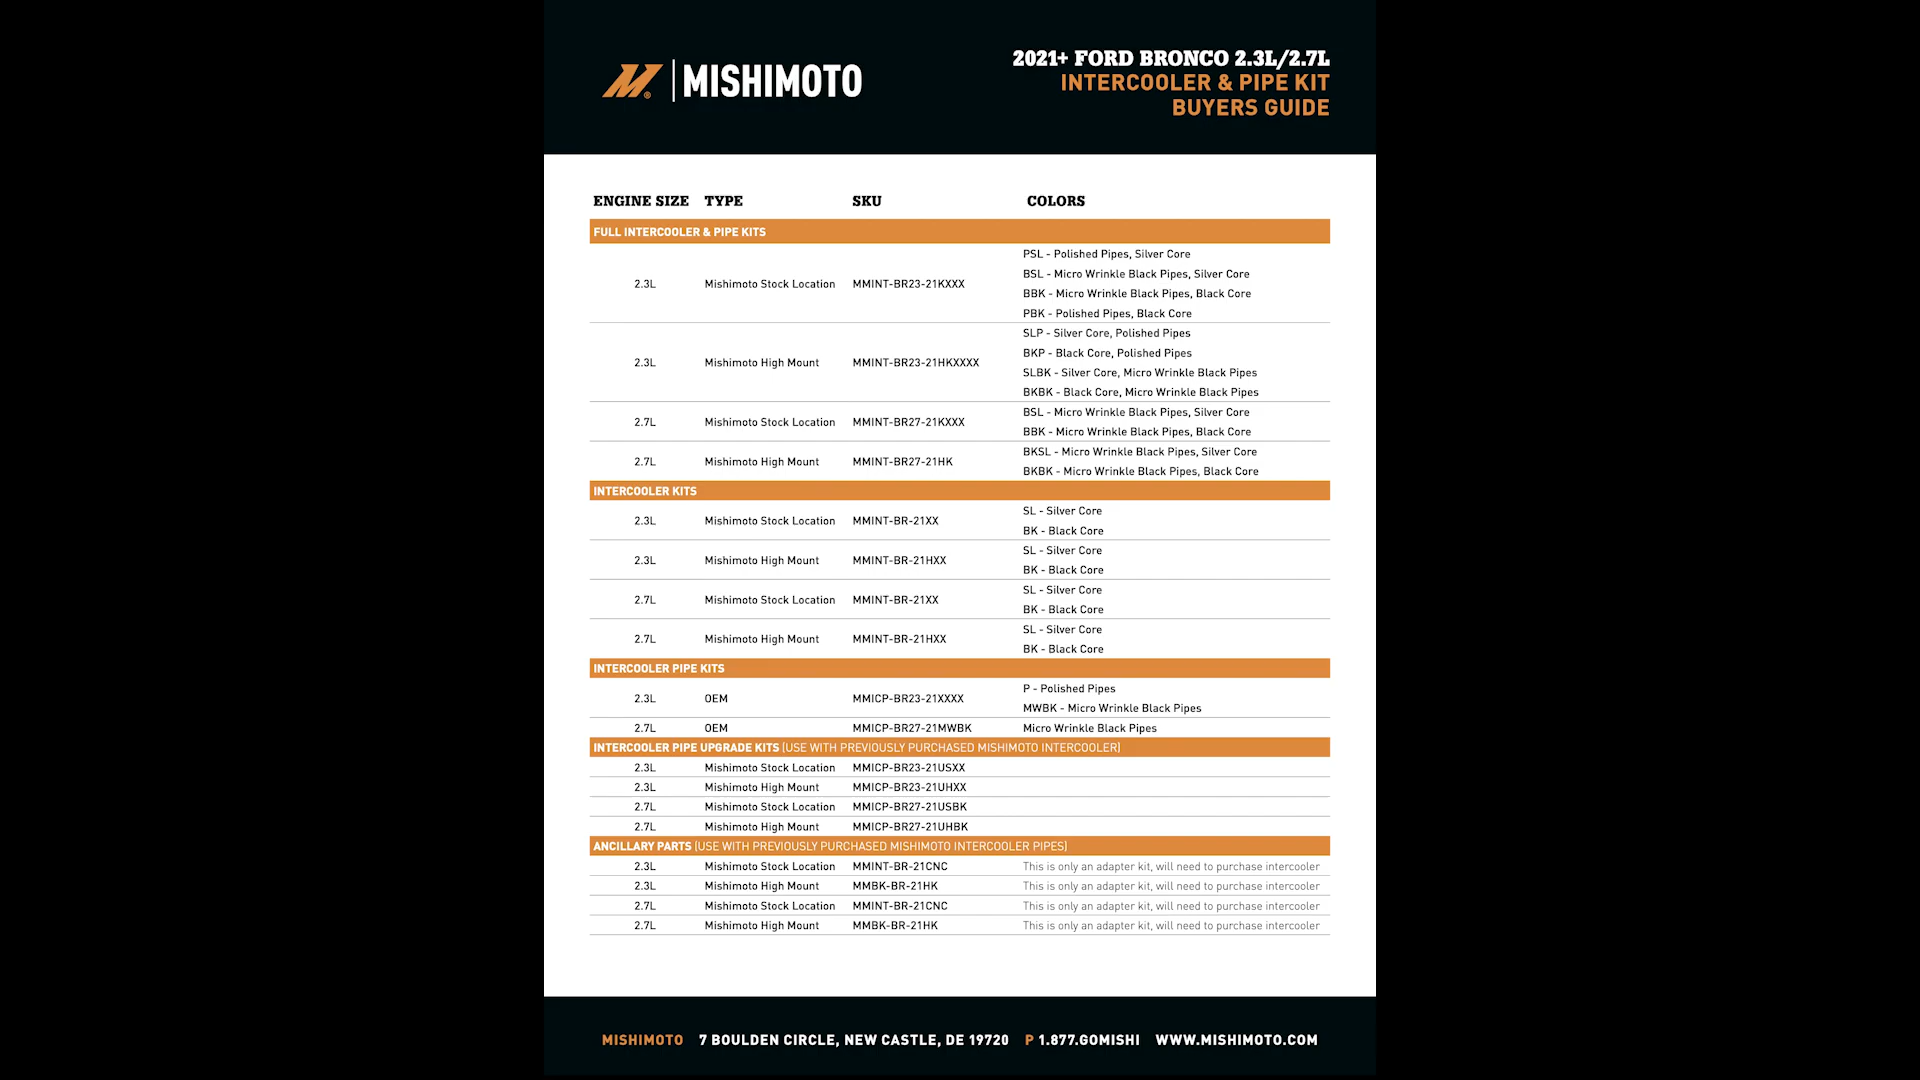 MISHIMOTO
2021+ FORD BRONCO 2.3L/2.7L
INTERCOOLER & PIPE KIT
BUYERS GUIDE
ENGINE SIZE TYPE SKU COLORS
FULL INTERCOOLER & PIPE KITS
2.3L Mishimoto Stock Location MMINT-BR23-21KXXX
PSL - Polished Pipes, Silver Core
BSL - Micro Wrinkle Black Pipes, Silver Core
BBK - Micro Wrinkle Black Pipes, Black Core
PBK - Polished Pipes, Black Core
2.3L Mishimoto High Mount MMINT-BR23-21HKXXXX
SLP - Silver Core, Polished Pipes
BKP - Black Core, Polished Pipes
SLBK - Silver Core, Micro Wrinkle Black Pipes
BKBK - Black Core, Micro Wrinkle Black Pipes
2.7L Mishimoto Stock Location MMINT-BR27-21KXXX
BSL - Micro Wrinkle Black Pipes, Silver Core
BBK - Micro Wrinkle Black Pipes, Black Core
2.7L Mishimoto High Mount MMINT-BR27-21HK
BKSL - Micro Wrinkle Black Pipes, Silver Core
BKBK - Micro Wrinkle Black Pipes, Black Core
INTERCOOLER KITS
2.3L Mishimoto Stock Location MMINT-BR-21XX
SL - Silver Core
BK - Black Core
2.3L Mishimoto High Mount MMINT-BR-21HXX
SL - Silver Core
BK - Black Core
2.7L Mishimoto Stock Location MMINT-BR-21XX
SL - Silver Core
BK - Black Core
2.7L Mishimoto High Mount MMINT-BR-21HXX
SL - Silver Core
BK - Black Core
INTERCOOLER PIPE KITS
2.3L OEM MMICP-BR23-21XXXX
P - Polished Pipes
MWBK - Micro Wrinkle Black Pipes
2.7L OEM MMICP-BR27-21MWBK Micro Wrinkle Black Pipes
INTERCOOLER PIPE UPGRADE KITS (USE WITH PREVIOUSLY PURCHASED MISHIMOTO INTERCOOLER)
2.3L Mishimoto Stock Location MMICP-BR23-21USXX
2.3L Mishimoto High Mount MMICP-BR23-21UHXX
2.7L Mishimoto Stock Location MMICP-BR27-21USBK
2.7L Mishimoto High Mount MMICP-BR27-21UHBK
ANCILLARY PARTS (USE WITH PREVIOUSLY PURCHASED MISHIMOTO INTERCOOLER PIPES)
2.3L Mishimoto Stock Location MMINT-BR-21CNC This is only an adapter kit, will need to purchase intercooler
2.3L Mishimoto High Mount MMBK-BR-21HK This is only an adapter kit, will need to purchase intercooler
2.7L Mishimoto Stock Location MMINT-BR-21CNC This is only an adapter kit, will need to purchase intercooler
2.7L Mishimoto High Mount MMBK-BR-21HK This is only an adapter kit, will need to purchase intercooler
MISHIMOTO 7 BOULDEN CIRCLE, NEW CASTLE, DE 19720 P 1.877.GOMISHI WWW.MISHIMOTO.COM